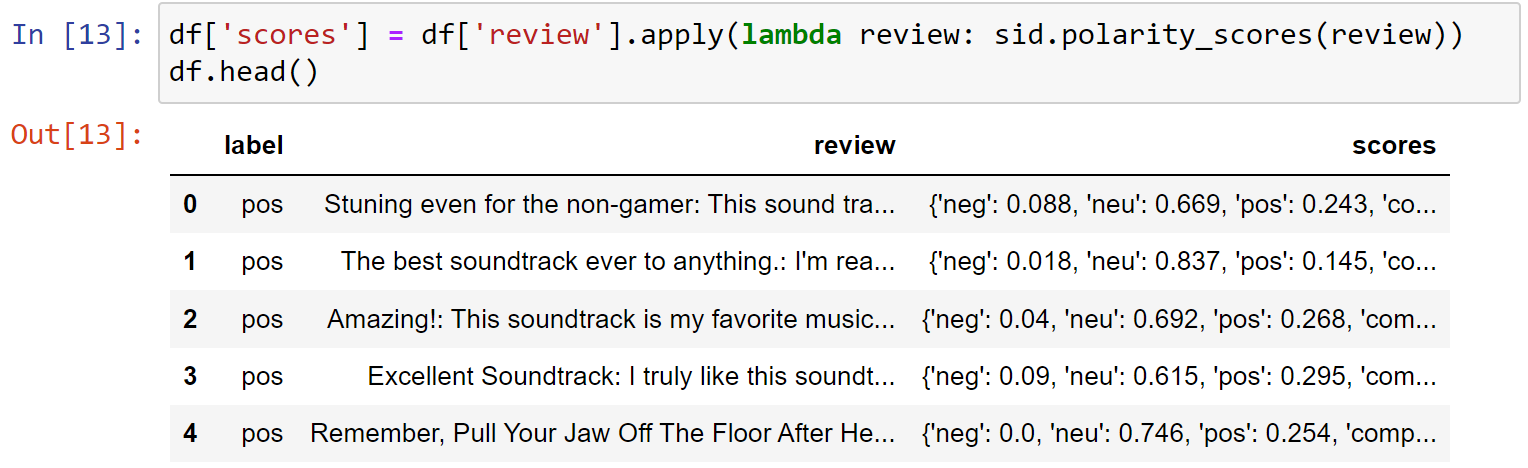 In [13]: df['scores'] = df['review'].apply(lambda review: sid.polarity_scores(review))
df.head()
Out[13]:
label review scores
0 pos Stuning even for the non-gamer: This sound tra... {'neg': 0.088, 'neu': 0.669, 'pos': 0.243, 'co...
1 pos The best soundtrack ever to anything.: I'm rea... {'neg': 0.018, 'neu': 0.837, 'pos': 0.145, 'co...
2 pos Amazing!: This soundtrack is my favorite music... {'neg': 0.04, 'neu': 0.692, 'pos': 0.268, 'com...
3 pos Excellent Soundtrack: I truly like this soundt... {'neg': 0.09, 'neu': 0.615, 'pos': 0.295, 'com...
4 pos Remember, Pull Your Jaw Off The Floor After He... {'neg': 0.0, 'neu': 0.746, 'pos': 0.254, 'comp...